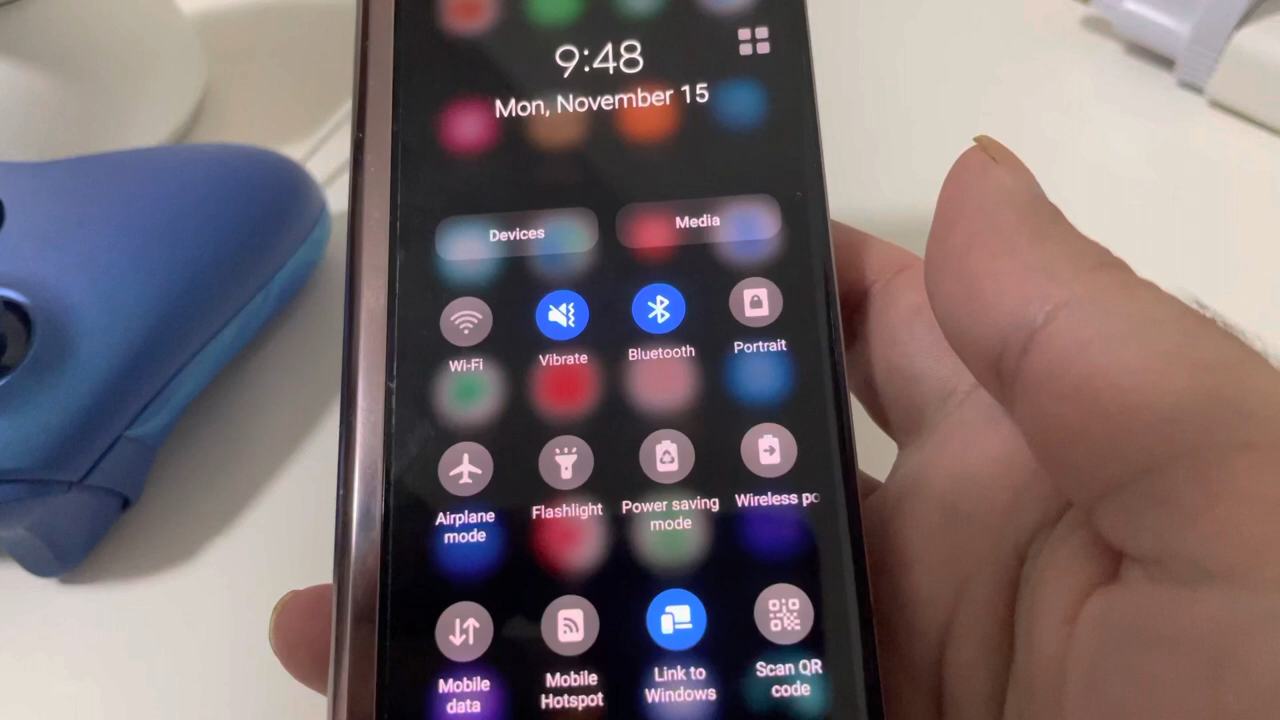 9:48
Mon, November 15
Devices
Media
Wi-Fi
Vibrate
Bluetooth
Portrait
Airplane
mode
Flashlight
Power saving
mode
Wireless po
Mobile
data
Mobile
Hotspot
Link to
Windows
Scan QR
code